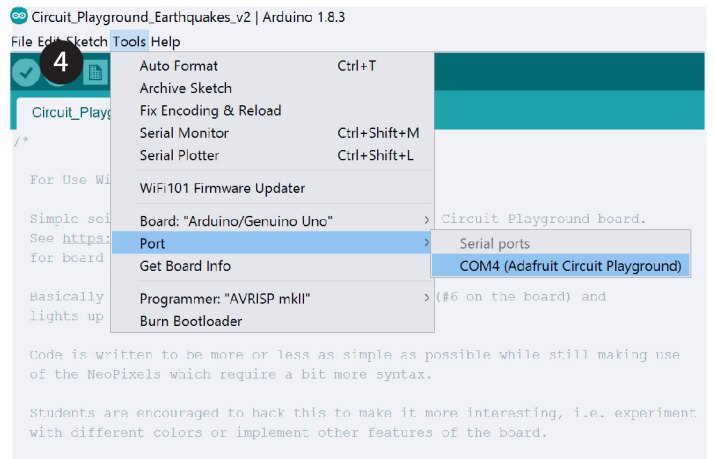 Circuit_Playground_Earthquakes_v2 | Arduino 1.8.3
File Edit Sketch Tools Help
4
Auto Format Ctrl+T
Archive Sketch
Circuit_Playg
Fix Encoding & Reload
Serial Monitor Ctrl+Shift+M
/*
Serial Plotter Ctrl+Shift+L
For Use Wi
WiFi101 Firmware Updater
Simple sci
Board: "Arduino/Genuino Uno" >
Circuit Playground board.
See https:
Port >
Serial ports
for board
Get Board Info
COM4 (Adafruit Circuit Playground)
Basically
Programmer: "AVRISP mkII" >
(#6 on the board) and
lights up
Burn Bootloader
Code is written to be more or less as simple as possible while still making use
of the NeoPixels which require a bit more syntax.
Students are encouraged to hack this to make it more interesting, i.e. experiment
with different colors or implement other features of the board.